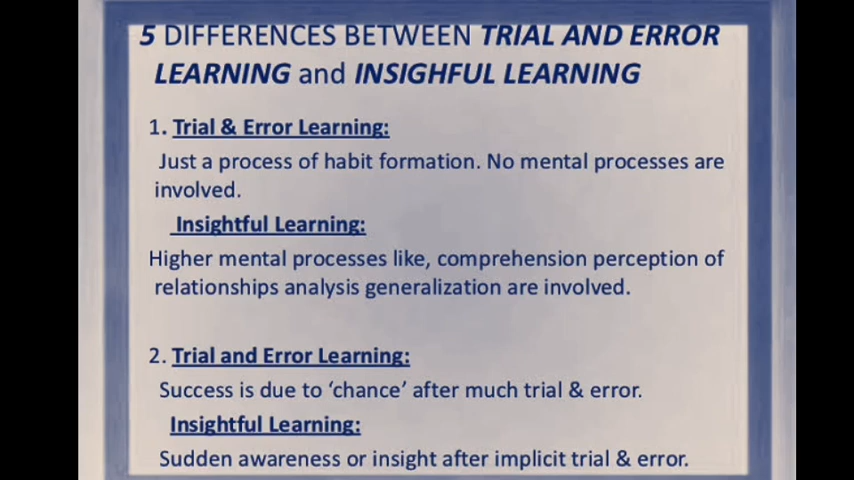 5 DIFFERENCES BETWEEN TRIAL AND ERROR
LEARNING and INSIGHFUL LEARNING
1. Trial & Error Learning:
Just a process of habit formation. No mental processes are
involved.
Insightful Learning:
Higher mental processes like, comprehension perception of
relationships analysis generalization are involved.
2. Trial and Error Learning:
Success is due to ‘chance’ after much trial & error.
Insightful Learning:
Sudden awareness or insight after implicit trial & error.